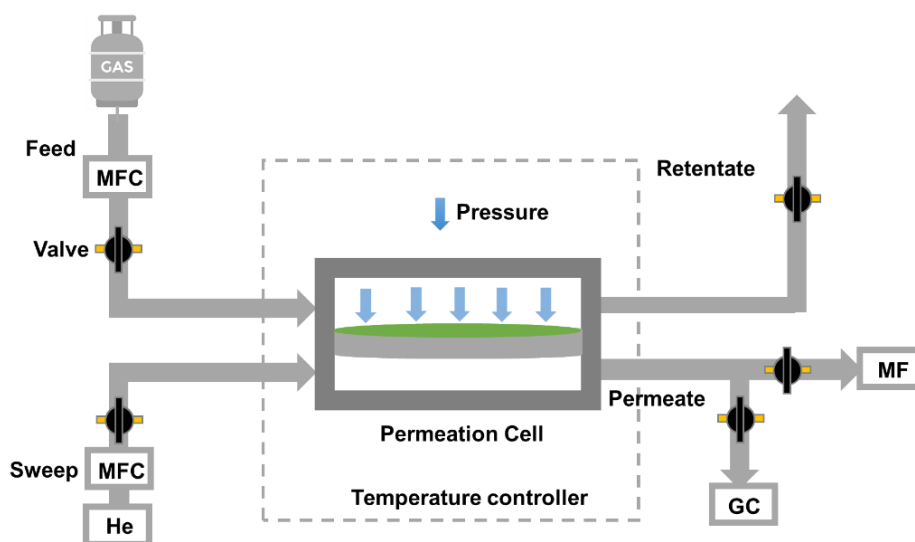 GAS
Feed
MFC
Retentate
Pressure
Valve
MF
Permeate
Permeation Cell
Sweep
MFC
Temperature controller
GC
He